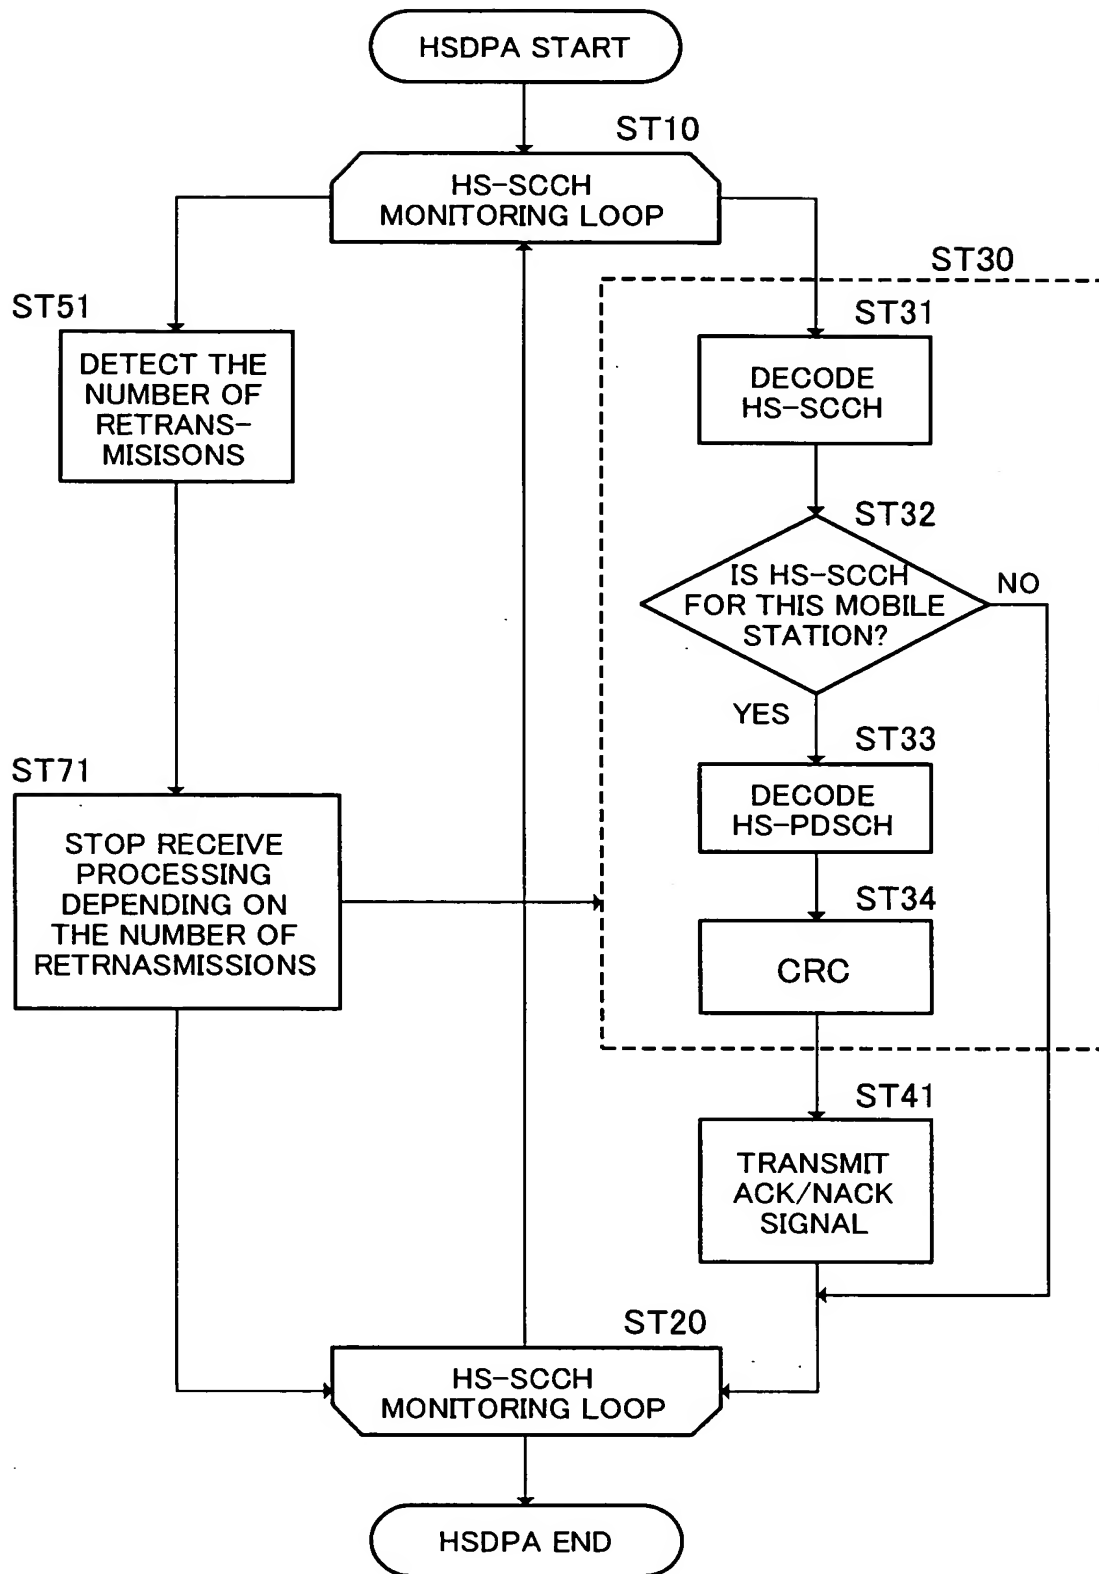 HSDPA START
ST10
HS-SCCH
MONITORING LOOP
ST30
ST51
DETECT THE
NUMBER OF
RETRANS-
MISISONS
ST31
DECODE
HS-SCCH
ST32
IS HS-SCCH
FOR THIS MOBILE
STATION?
NO
YES
ST71
STOP RECEIVE
PROCESSING
DEPENDING ON
THE NUMBER OF
RETRNASMISSIONS
ST33
DECODE
HS-PDSCH
ST34
CRC
ST41
TRANSMIT
ACK/NACK
SIGNAL
ST20
HS-SCCH
MONITORING LOOP
HSDPA END